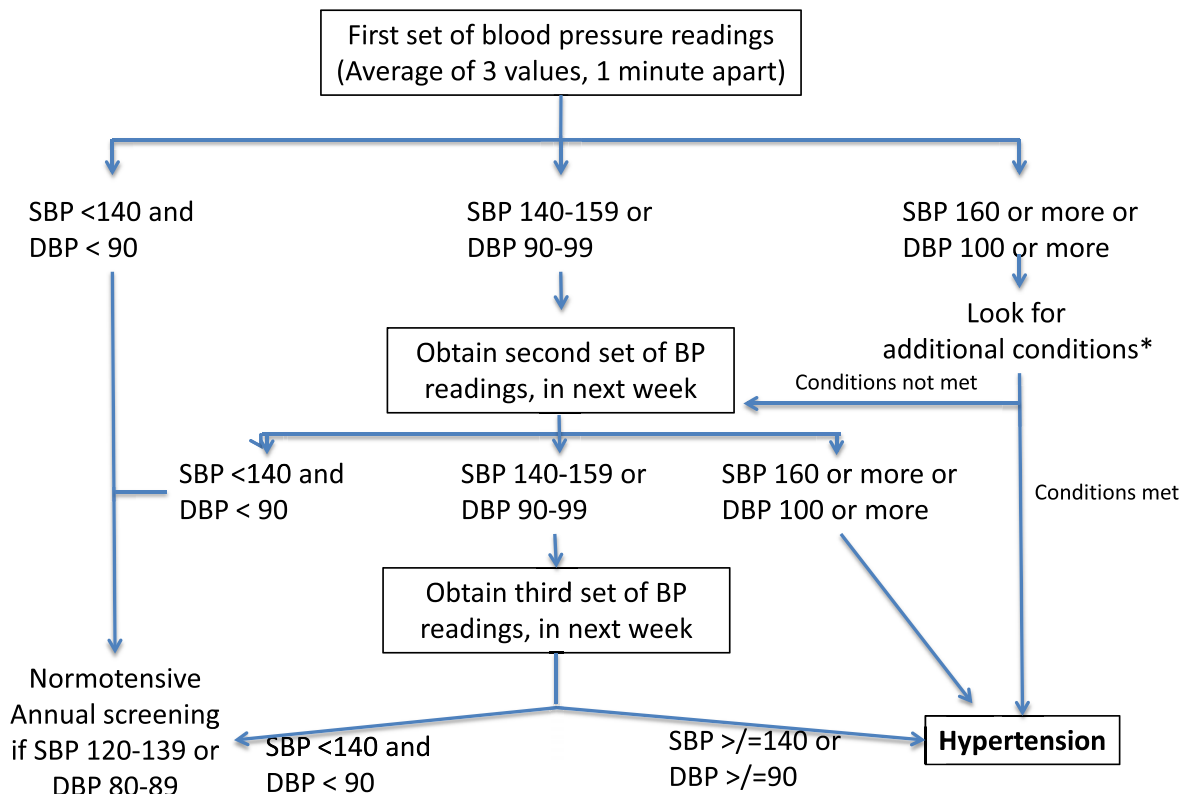 First set of blood pressure readings
(Average of 3 values, 1 minute apart)
SBP <140 and
DBP < 90
SBP 140-159 or
DBP 90-99
SBP 160 or more or
DBP 100 or more
Look for
additional conditions*
Obtain second set of BP
readings, in next week
Conditions not met
SBP <140 and
DBP < 90
SBP 140-159 or
DBP 90-99
SBP 160 or more or
DBP 100 or more
Conditions met
Obtain third set of BP
readings, in next week
Normotensive
Annual screening
if SBP 120-139 or
DBP 80-89
SBP <140 and
DBP < 90
SBP >/=140 or
DBP >/=90
Hypertension